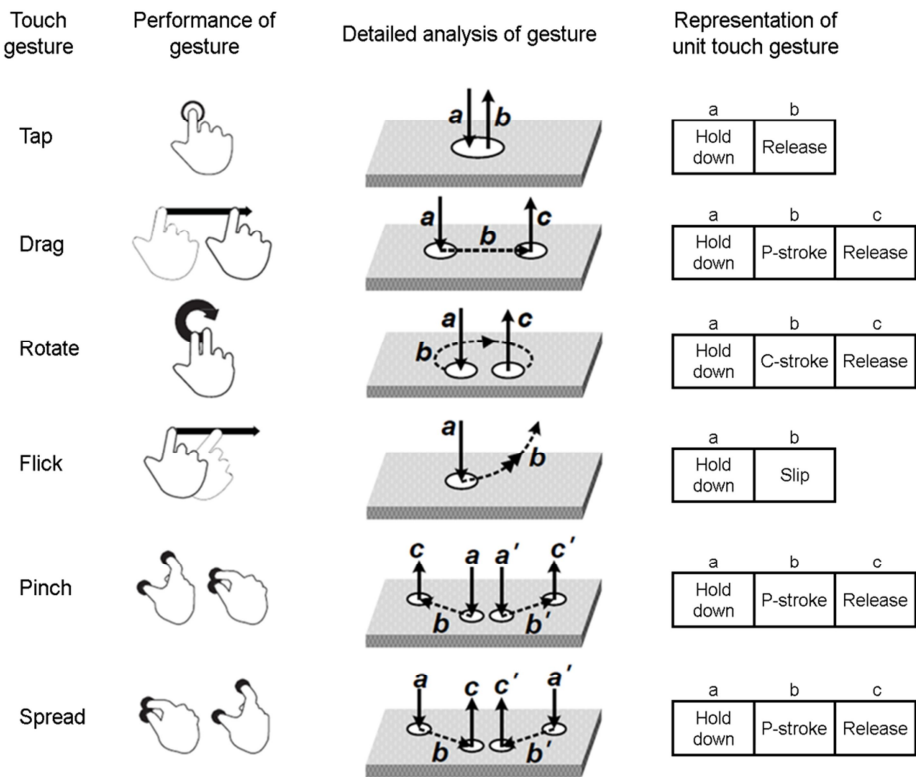 Touch gesture
Performance of gesture
Detailed analysis of gesture
Representation of unit touch gesture
Tap
a b
a b
Hold down Release
Drag
a b c
a b c
Hold down P-stroke Release
Rotate
a b c
a b c
Hold down C-stroke Release
Flick
a b
a b
Hold down Slip
Pinch
c a a′ c′
b b′
a b c
Hold down P-stroke Release
Spread
a c c′ a′
b b′
a b c
Hold down P-stroke Release